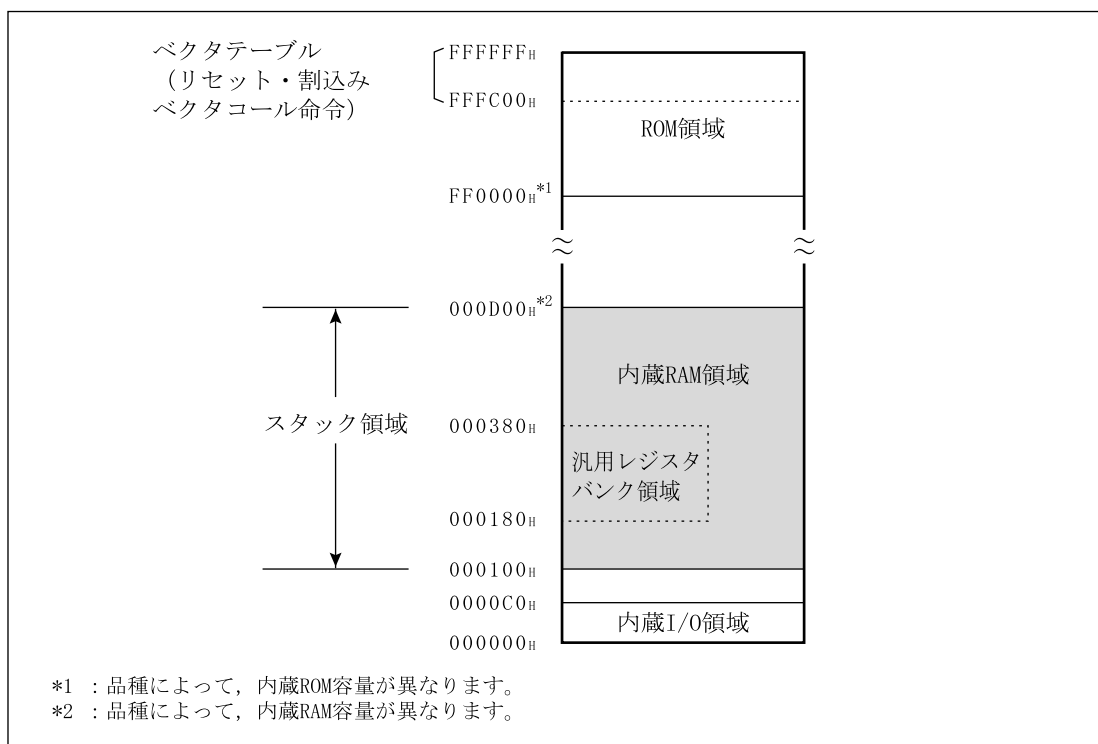 ベクタテーブル
(リセット・割込み
ベクタコール命令)
FFFFFFH
FFFC00H
ROM領域
FF0000H*1
000D00H*2
内蔵RAM領域
スタック領域
000380H
汎用レジスタ
バンク領域
000180H
000100H
0000C0H
内蔵I/O領域
000000H
*1 :品種によって,内蔵ROM容量が異なります。
*2 :品種によって,内蔵RAM容量が異なります。